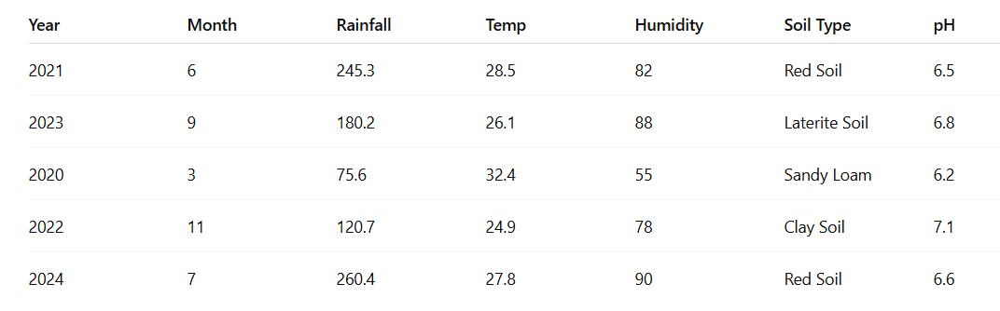 Year Month Rainfall Temp Humidity Soil Type pH
2021 6 245.3 28.5 82 Red Soil 6.5
2023 9 180.2 26.1 88 Laterite Soil 6.8
2020 3 75.6 32.4 55 Sandy Loam 6.2
2022 11 120.7 24.9 78 Clay Soil 7.1
2024 7 260.4 27.8 90 Red Soil 6.6